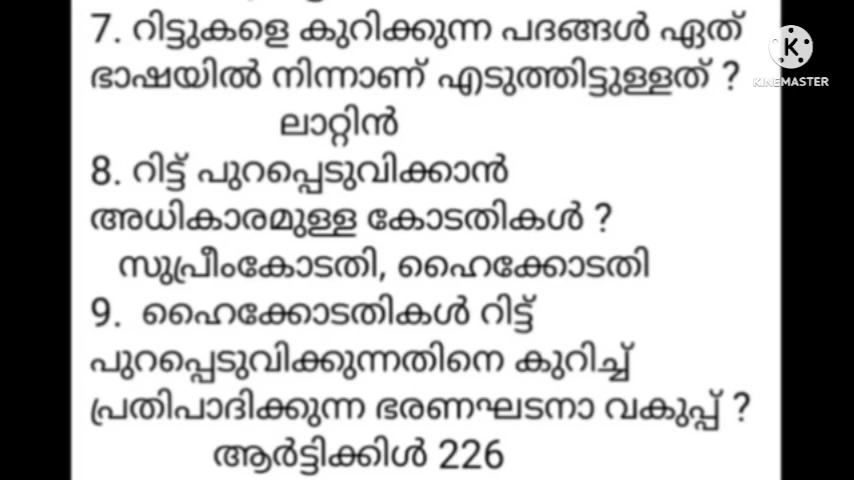 7. റിട്ടുകളെ കുറിക്കുന്ന പദങ്ങൾ ഏത്
ഭാഷയിൽ നിന്നാണ് എടുത്തിട്ടുള്ളത് ?
ലാറ്റിൻ
8. റിട്ട് പുറപ്പെടുവിക്കാൻ
അധികാരമുള്ള കോടതികൾ ?
സുപ്രീംകോടതി, ഹൈക്കോടതി
9. ഹൈക്കോടതികൾ റിട്ട്
പുറപ്പെടുവിക്കുന്നതിനെ കുറിച്ച്
പ്രതിപാദിക്കുന്ന ഭരണഘടനാ വകുപ്പ് ?
ആർട്ടിക്കിൾ 226
K
KINEMASTER